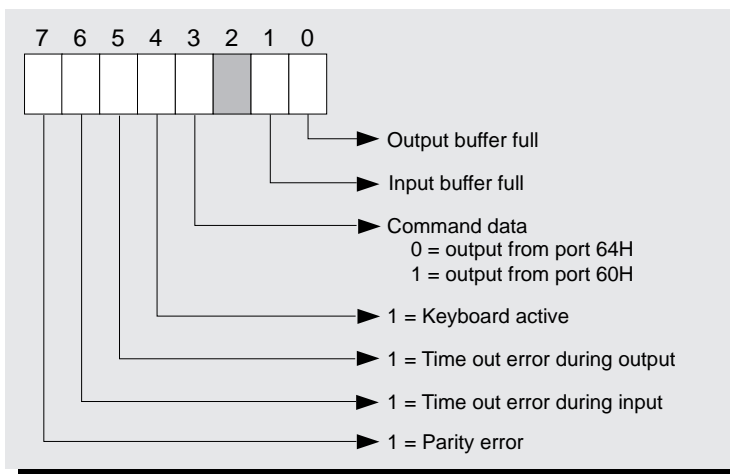 7 6 5 4 3 2 1 0
Output buffer full
Input buffer full
Command data
0 = output from port 64H
1 = output from port 60H
1 = Keyboard active
1 = Time out error during output
1 = Time out error during input
1 = Parity error